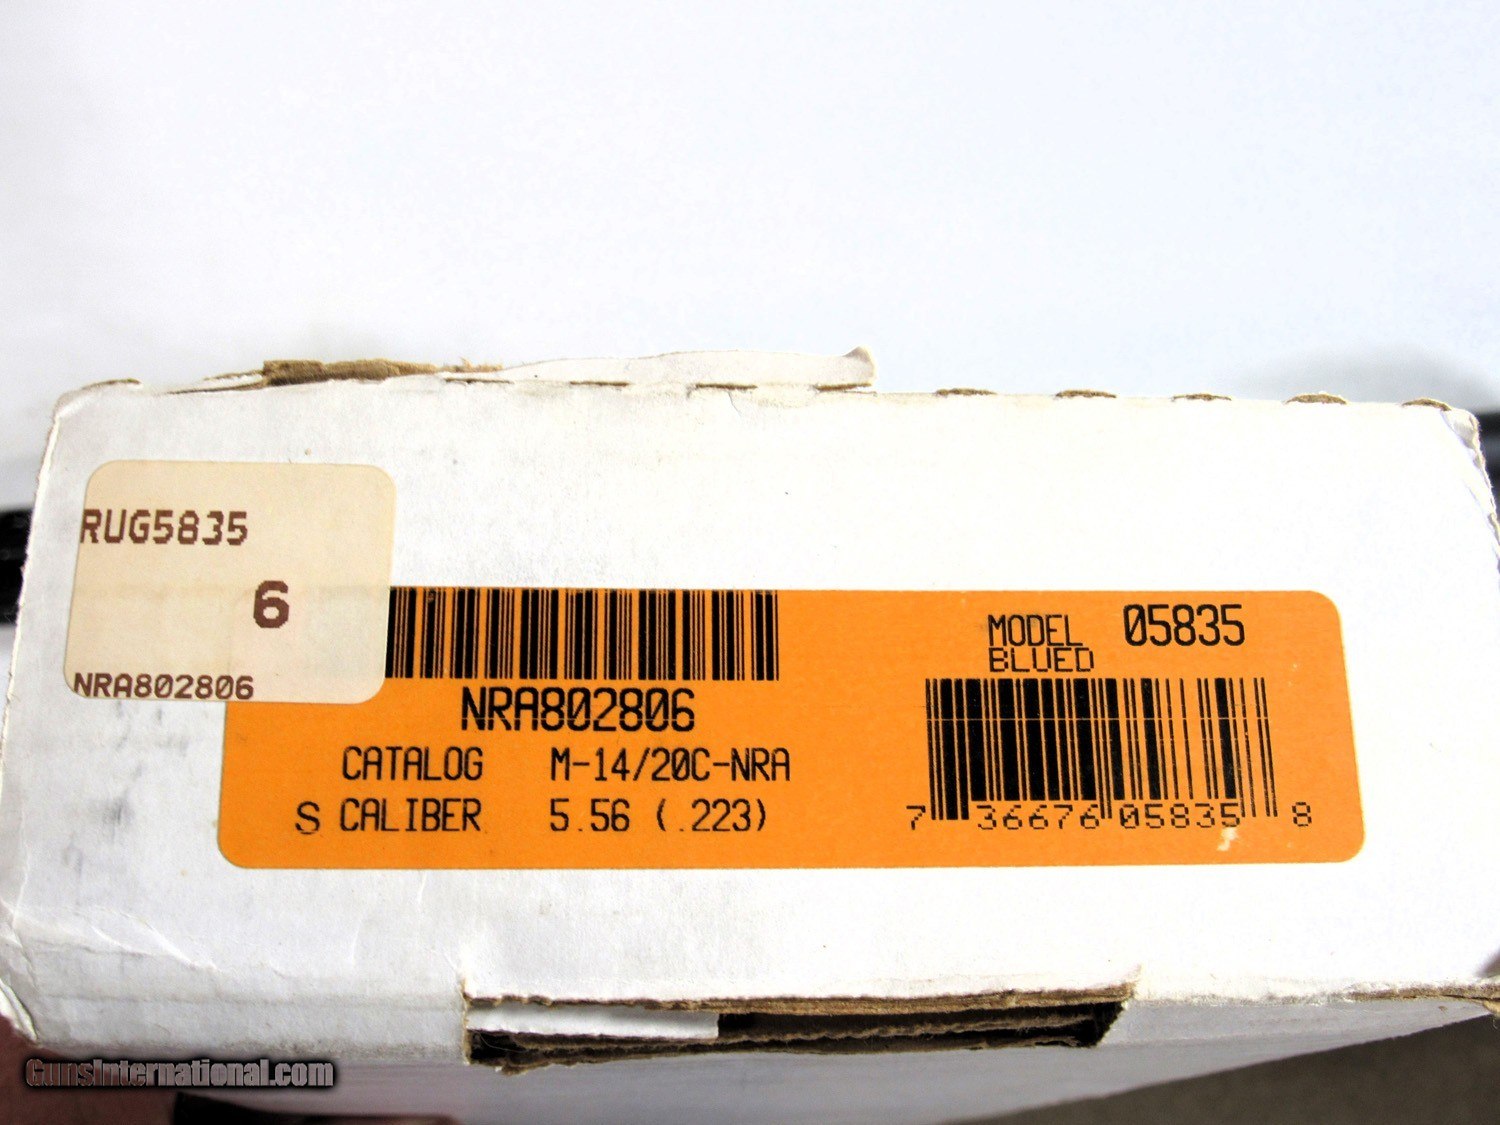 RUG5835
6
NRA802806
NRA802806
CATALOG M-14/20C-NRA
S CALIBER 5.56 (.223)
MODEL 05835
BLUED
7 36676 05835 8
GunsInternational.com